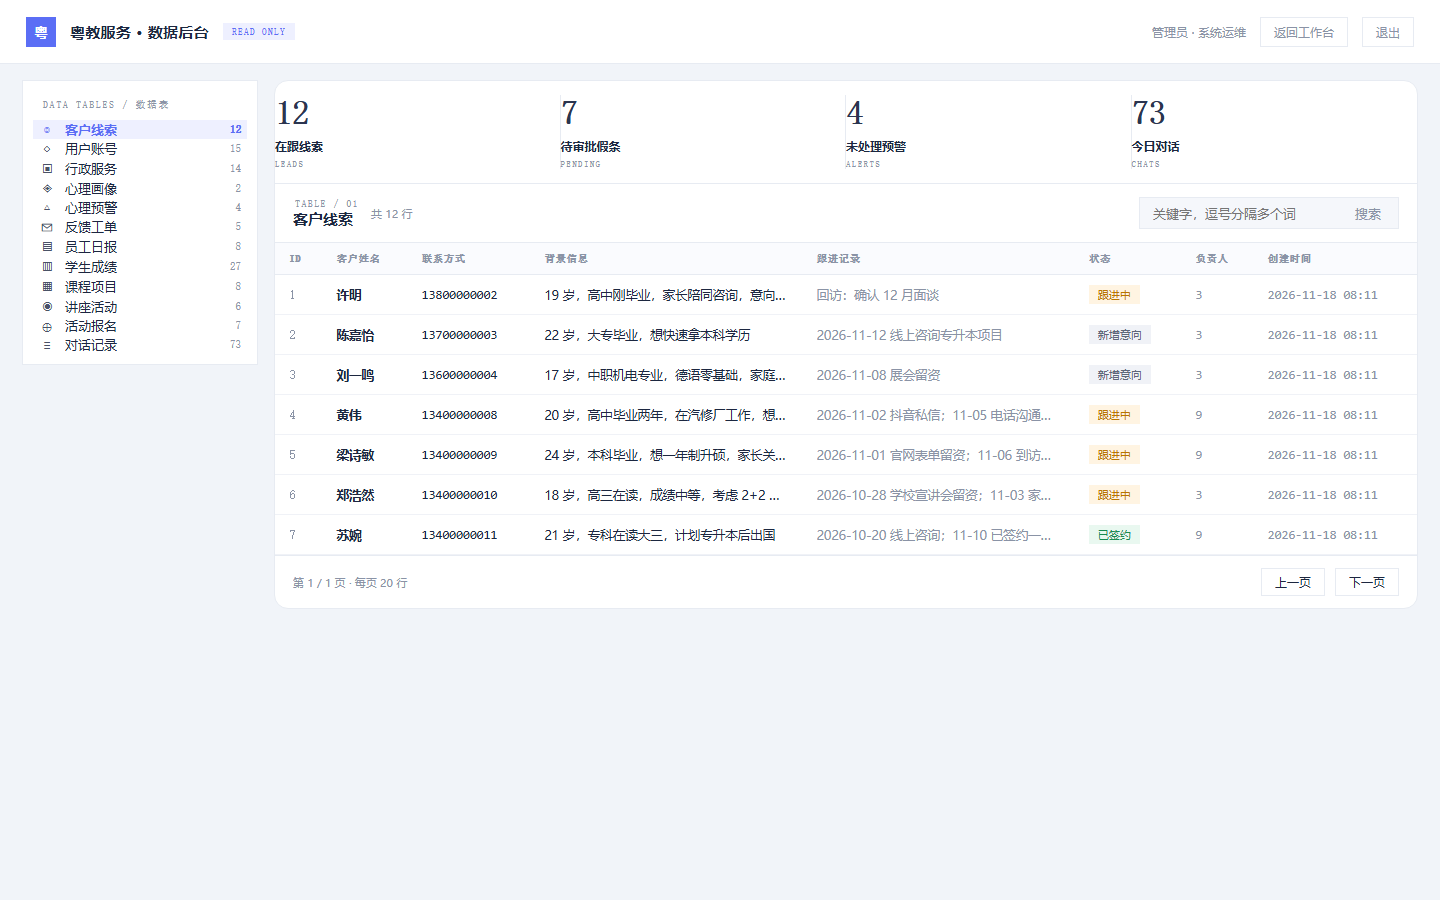 粤 粤教服务 • 数据后台 READ ONLY 管理员 · 系统运维 返回工作台 退出
DATA TABLES / 数据表
客户线索 12
用户账号 15
行政服务 14
心理画像 2
心理预警 4
反馈工单 5
员工日报 8
学生成绩 27
课程项目 8
讲座活动 6
活动报名 7
对话记录 73
12 7 4 73
在跟线索 待审批假条 未处理预警 今日对话
LEADS PENDING ALERTS CHATS
TABLE / 01
客户线索 共 12 行 关键字，逗号分隔多个词 搜索
ID 客户姓名 联系方式 背景信息 跟进记录 状态 负责人 创建时间
1 许明 13800000002 19 岁，高中刚毕业，家长陪同咨询，意向... 回访：确认 12 月面谈 跟进中 3 2026-11-18 08:11
2 陈嘉怡 13700000003 22 岁，大专毕业，想快速拿本科学历 2026-11-12 线上咨询专升本项目 新增意向 3 2026-11-18 08:11
3 刘一鸣 13600000004 17 岁，中职机电专业，德语零基础，家庭... 2026-11-08 展会留资 新增意向 3 2026-11-18 08:11
4 黄伟 13400000008 20 岁，高中毕业两年，在汽修厂工作，想... 2026-11-02 抖音私信；11-05 电话沟通... 跟进中 9 2026-11-18 08:11
5 梁诗敏 13400000009 24 岁，本科毕业，想一年制升硕，家长关... 2026-11-01 官网表单留资；11-06 到访... 跟进中 9 2026-11-18 08:11
6 郑浩然 13400000010 18 岁，高三在读，成绩中等，考虑 2+2 ... 2026-10-28 学校宣讲会留资；11-03 家... 跟进中 3 2026-11-18 08:11
7 苏婉 13400000011 21 岁，专科在读大三，计划专升本后出国 2026-10-20 线上咨询；11-10 已签约一... 已签约 9 2026-11-18 08:11
第 1 / 1 页 · 每页 20 行 上一页 下一页